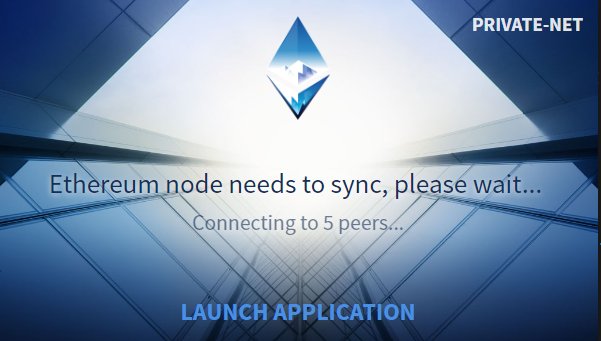 PRIVATE-NET
Ethereum node needs to sync, please wait...
Connecting to 5 peers...
LAUNCH APPLICATION